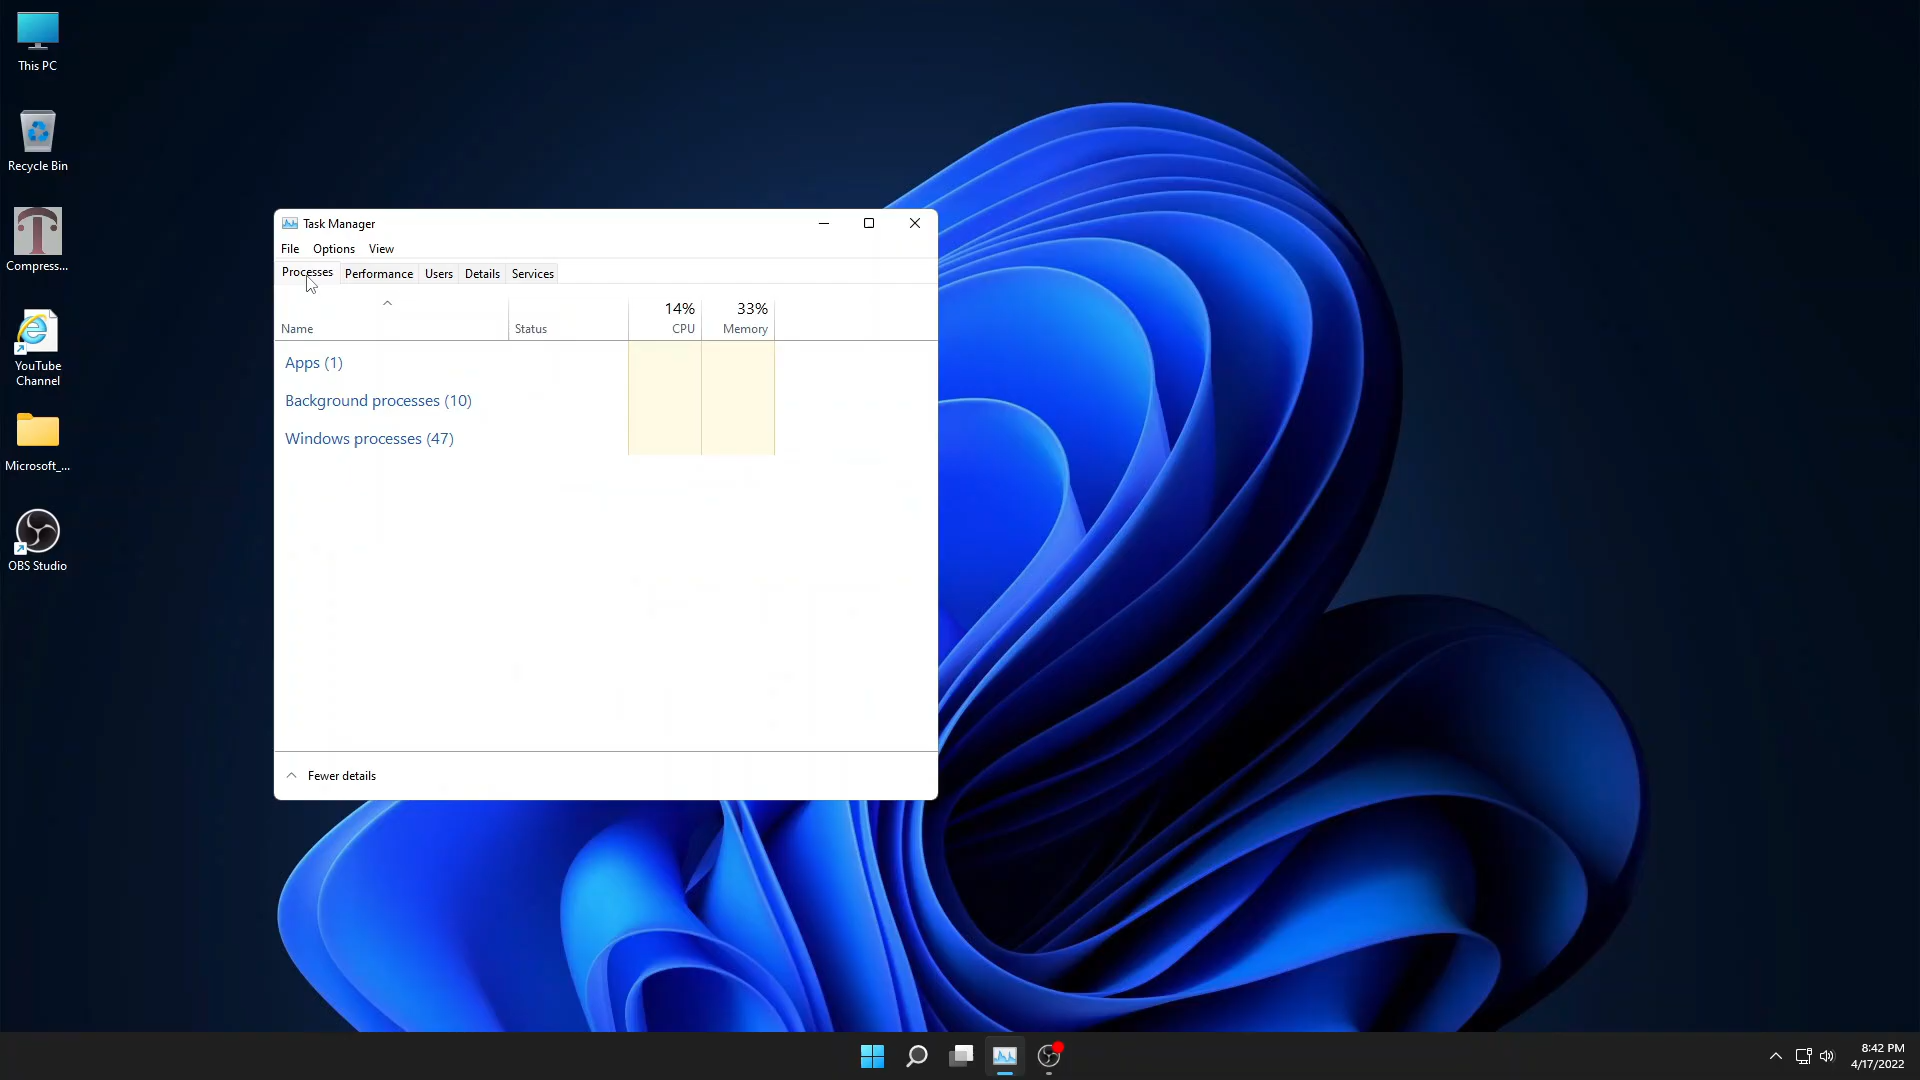 This PC
Recycle Bin
Compress...
YouTube
Channel
Microsoft_...
OBS Studio
Task Manager
File Options View
Processes Performance Users Details Services
14% 33%
Name Status CPU Memory
Apps (1)
Background processes (10)
Windows processes (47)
Fewer details
8:42 PM
4/17/2022